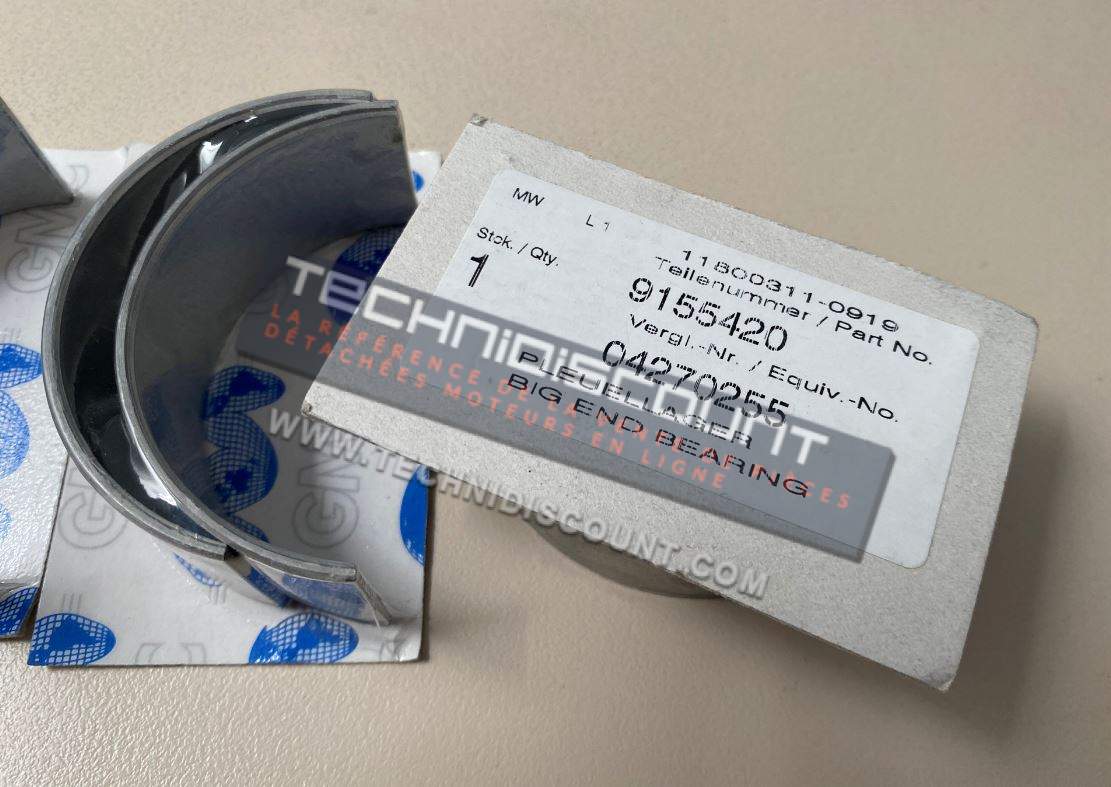 MW L 1 11800311-0919
Stck. / Qty. Teilenummer / Part No.
1 9155420
Vergl.-Nr. / Equiv.-No.
04270255
PLEUELLAGER
BIG END BEARING
TECHNiDiSCOUNT
LA RÉFÉRENCE DE LA VENTE DE PIÈCES
DÉTACHÉES MOTEURS EN LIGNE
WWW.TECHNIDISCOUNT.COM